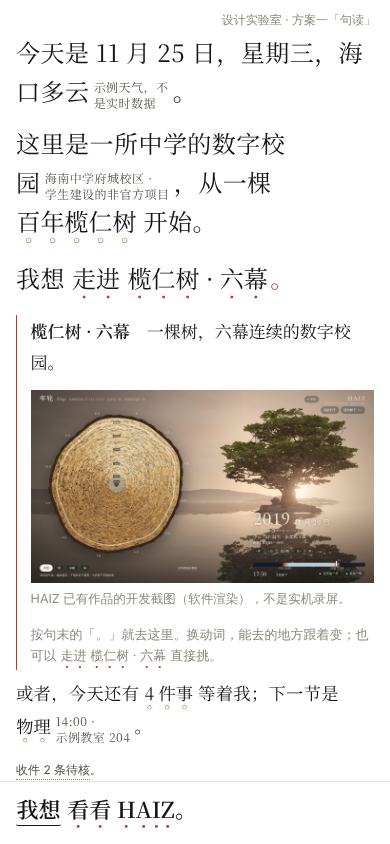 设计实验室 · 方案一「句读」
今天是 11 月 25 日，星期三，海
口多云 示例天气，不是实时数据 。
这里是一所中学的数字校
园 海南中学府城校区 · 学生建设的非官方项目 ，从一棵
百年榄仁树 开始。
我想 走进 榄仁树 · 六幕。
榄仁树 · 六幕 一棵树，六幕连续的数字校
园。
年轮
HAIZ
2019
HAIZ 已有作品的开发截图（软件渲染），不是实机录屏。
按句末的「。」就去这里。换动词，能去的地方跟着变；也
可以 走进 榄仁树 · 六幕 直接挑。
或者，今天还有 4 件事 等着我；下一节是
物理 14:00 · 示例教室 204 。
收件 2 条待核。
我想 看看 HAIZ。